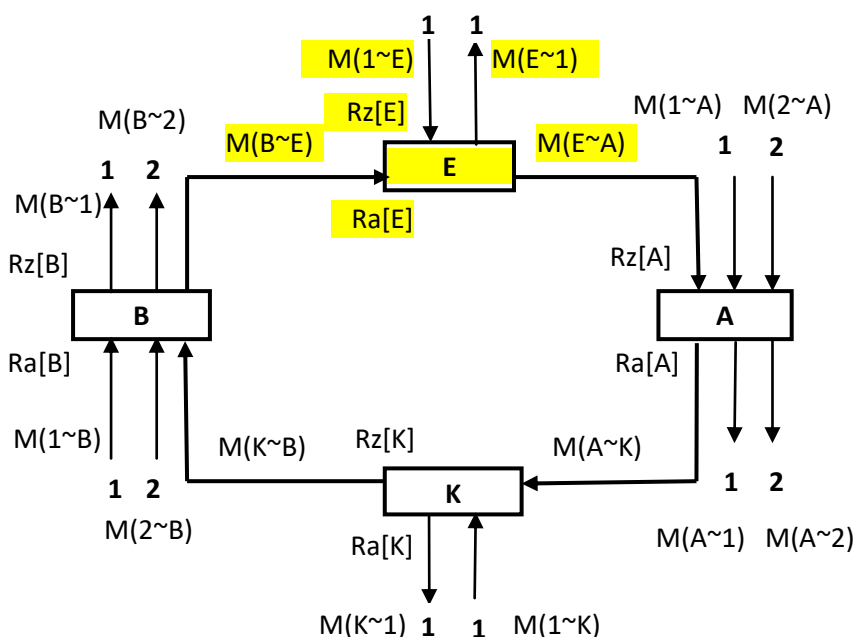 1 1
M(1~E) M(E~1)
M(B~2) Rz[E] M(1~A) M(2~A)
M(B~E) M(E~A)
1 2 E 1 2
M(B~1)
Ra[E]
Rz[B] Rz[A]
B A
Ra[B] Ra[A]
M(1~B) M(K~B) Rz[K] M(A~K)
1 2 K 1 2
M(2~B) M(A~1) M(A~2)
Ra[K]
M(K~1) 1 1 M(1~K)